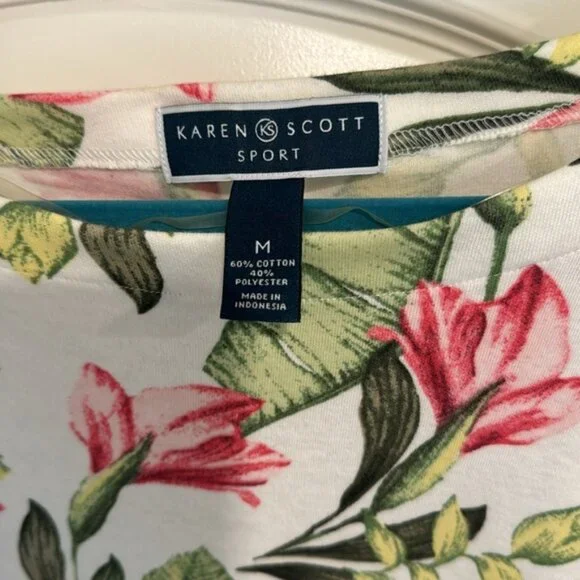 KAREN KS SCOTT
SPORT
M
60% COTTON
40%
POLYESTER
MADE IN
INDONESIA